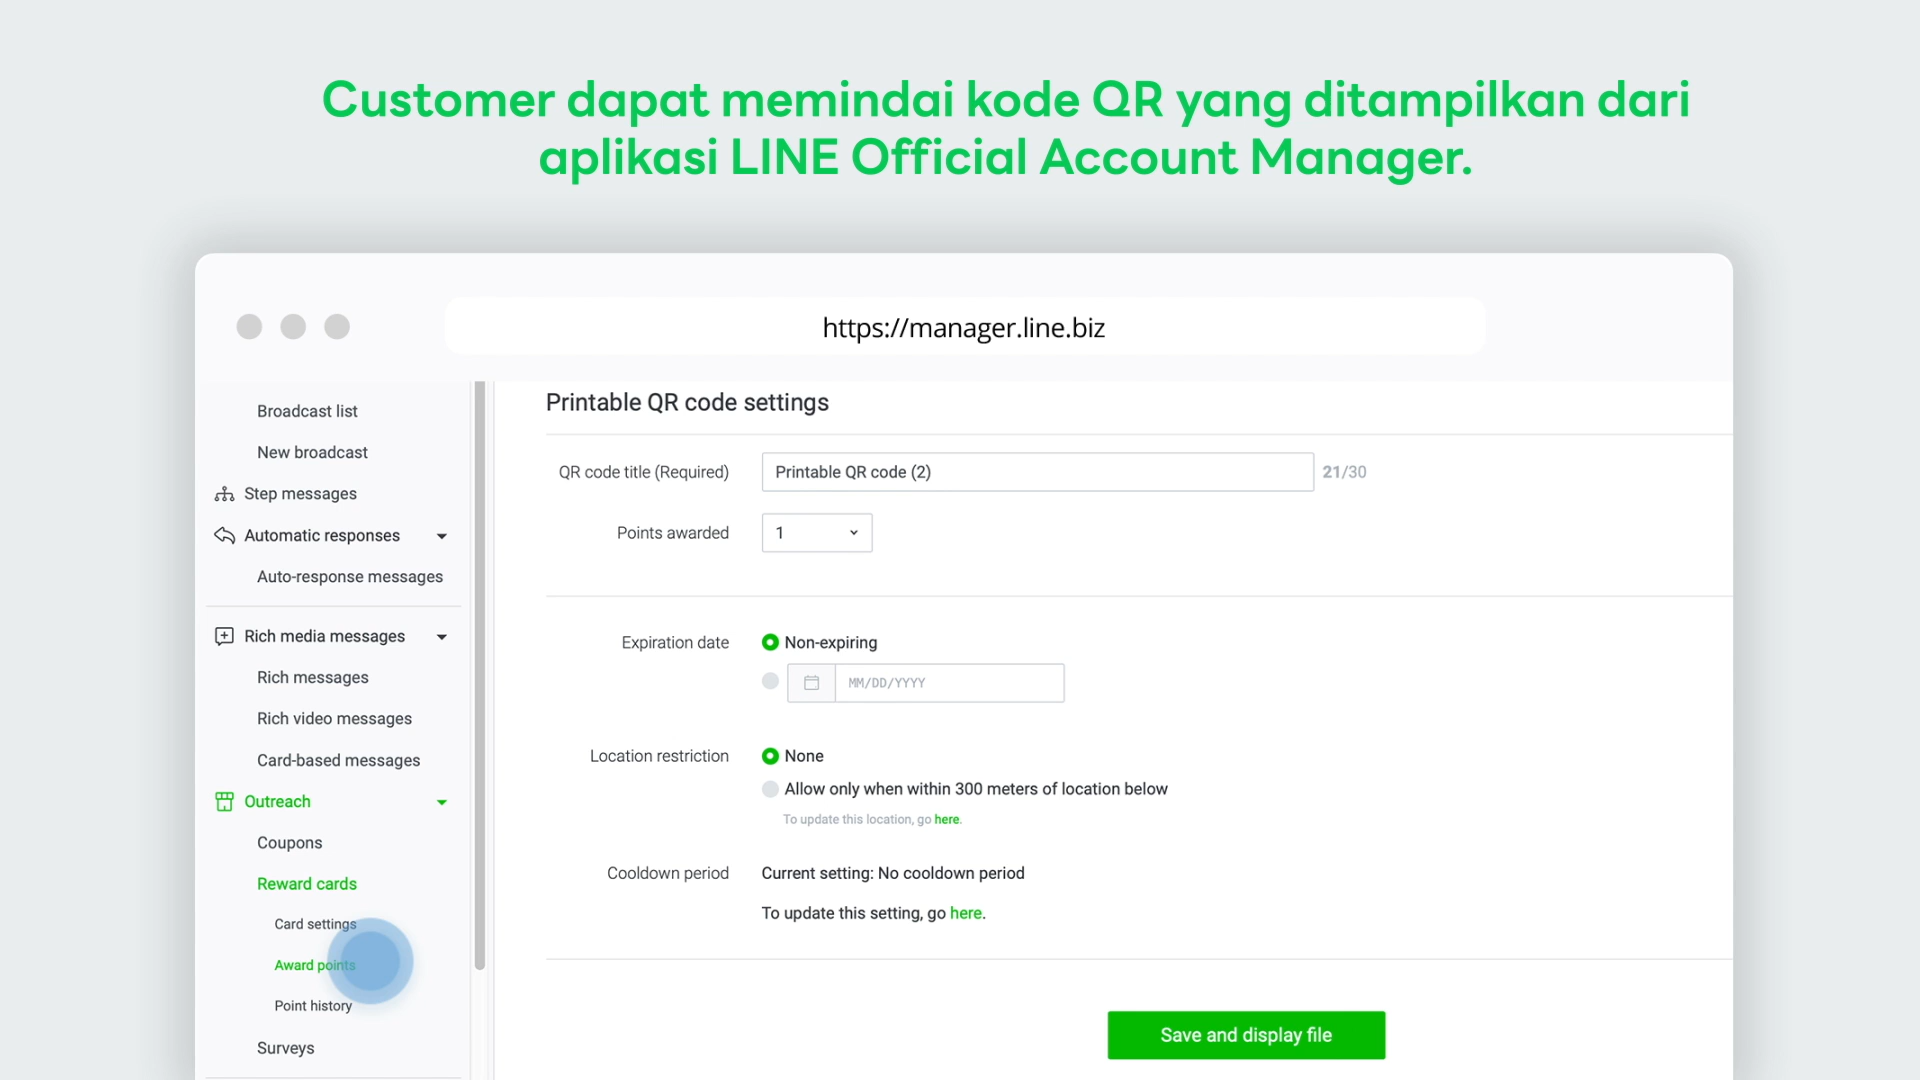 Customer dapat memindai kode QR yang ditampilkan dari
aplikasi LINE Official Account Manager.
https://manager.line.biz
Broadcast list
New broadcast
Step messages
Automatic responses
Auto-response messages
Rich media messages
Rich messages
Rich video messages
Card-based messages
Outreach
Coupons
Reward cards
Card settings
Award points
Point history
Surveys
Printable QR code settings
QR code title (Required)
Printable QR code (2)
21/30
Points awarded
1
Expiration date
Non-expiring
MM/DD/YYYY
Location restriction
None
Allow only when within 300 meters of location below
To update this location, go here.
Cooldown period
Current setting: No cooldown period
To update this setting, go here.
Save and display file